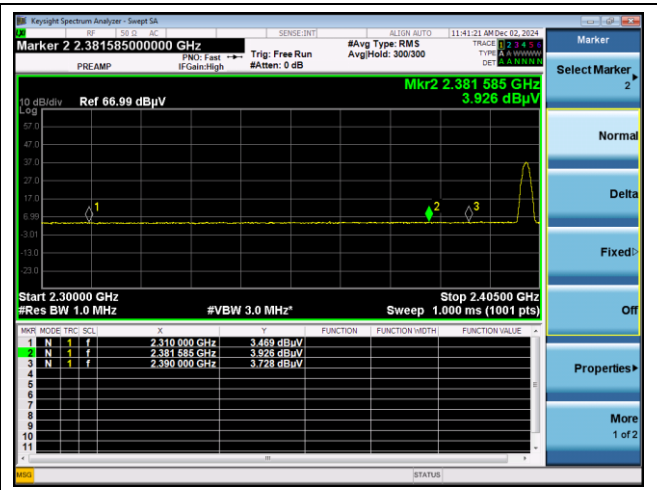 Keysight Spectrum Analyzer - Swept SA
RF 50 Ω AC SENSE:INT ALIGN AUTO 11:41:21 AM Dec 02, 2024
Marker 2 2.381585000000 GHz
PREAMP
PNO: Fast
IFGain:High
Trig: Free Run
#Atten: 0 dB
#Avg Type: RMS
Avg|Hold: 300/300
TRACE 1 2 3 4 5 6
TYPE A A WWWW
DET A A N N N N
Marker
Mkr2 2.381 585 GHz
3.926 dBµV
10 dB/div Ref 66.99 dBµV
Log
57.0
47.0
37.0
27.0
17.0
6.99
-3.01
-13.0
-23.0
1
2
3
Start 2.30000 GHz Stop 2.40500 GHz
#Res BW 1.0 MHz #VBW 3.0 MHz* Sweep 1.000 ms (1001 pts)
MKR MODE TRC SCL X Y FUNCTION FUNCTION WIDTH FUNCTION VALUE
1 N 1 f 2.310 000 GHz 3.469 dBuV
2 N 1 f 2.381 585 GHz 3.926 dBuV
3 N 1 f 2.390 000 GHz 3.728 dBuV
4
5
6
7
8
9
10
11
MSG STATUS
Select Marker
2
Normal
Delta
Fixed
Off
Properties
More
1 of 2